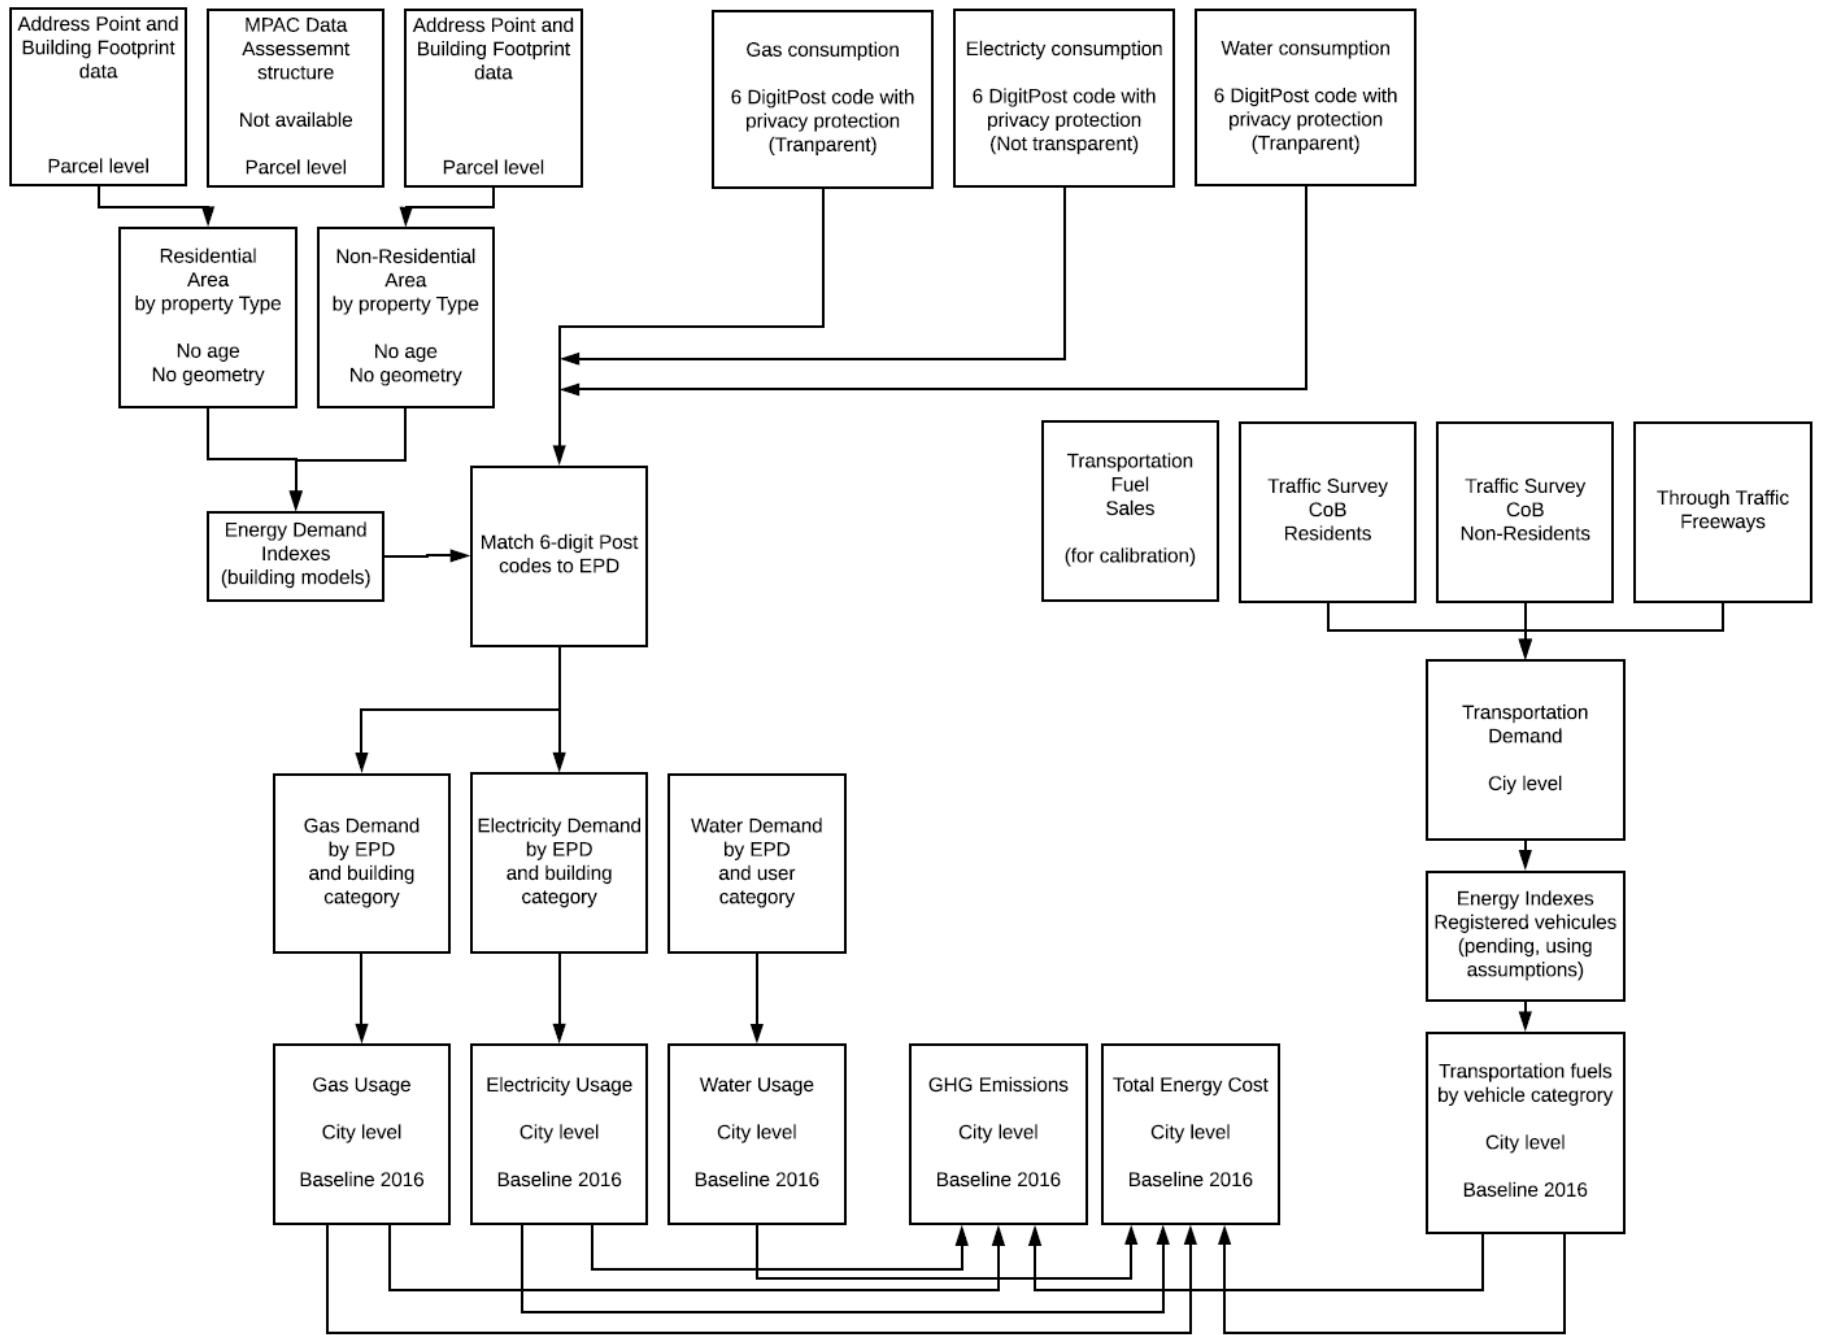 Address Point and
Building Footprint
data
Parcel level
MPAC Data
Assessemnt
structure
Not available
Parcel level
Address Point and
Building Footprint
data
Parcel level
Gas consumption
6 DigitPost code with
privacy protection
(Tranparent)
Electricty consumption
6 DigitPost code with
privacy protection
(Not transparent)
Water consumption
6 DigitPost code with
privacy protection
(Tranparent)
Residential
Area
by property Type
No age
No geometry
Non-Residential
Area
by property Type
No age
No geometry
Energy Demand
Indexes
(building models)
Match 6-digit Post
codes to EPD
Transportation
Fuel
Sales
(for calibration)
Traffic Survey
CoB
Residents
Traffic Survey
CoB
Non-Residents
Through Traffic
Freeways
Transportation
Demand
Ciy level
Gas Demand
by EPD
and building
category
Electricity Demand
by EPD
and building
category
Water Demand
by EPD
and user
category
Energy Indexes
Registered vehicules
(pending, using
assumptions)
Gas Usage
City level
Baseline 2016
Electricity Usage
City level
Baseline 2016
Water Usage
City level
Baseline 2016
GHG Emissions
City level
Baseline 2016
Total Energy Cost
City level
Baseline 2016
Transportation fuels
by vehicle categrory
City level
Baseline 2016